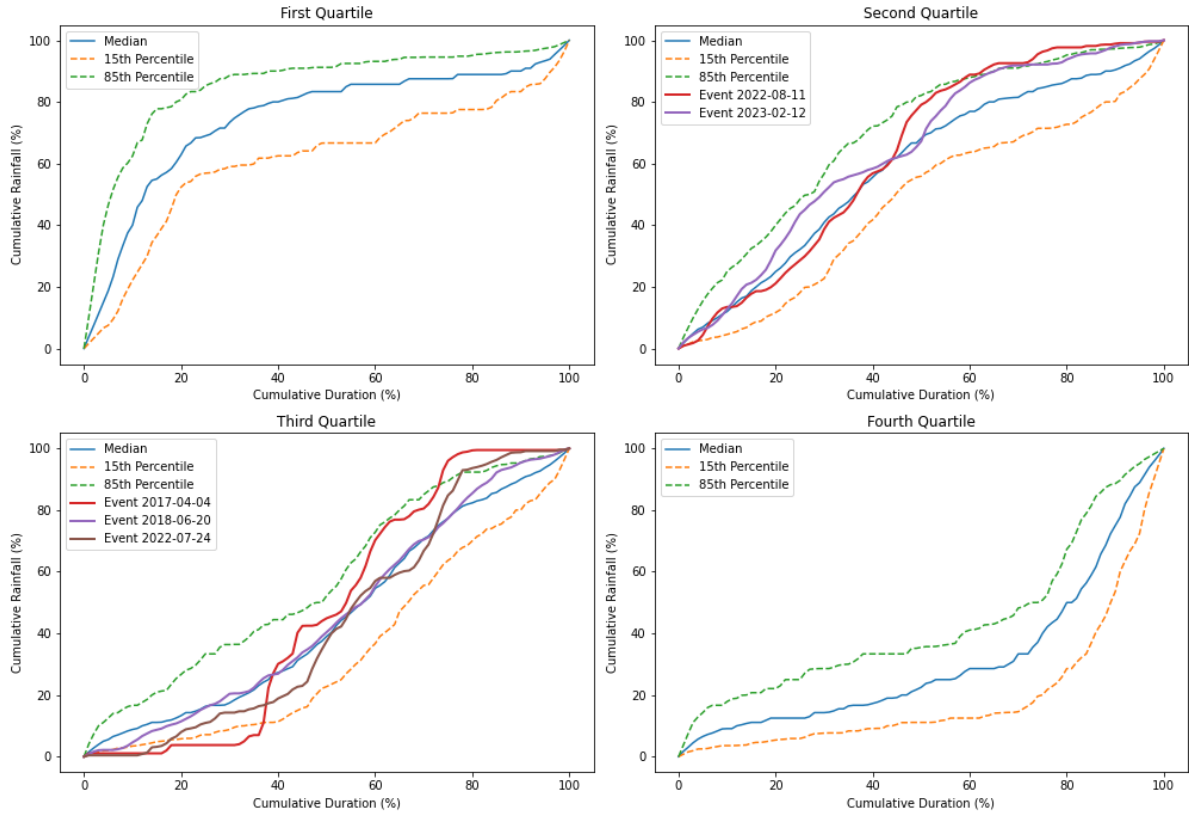 First Quartile
Median
15th Percentile
85th Percentile
Cumulative Rainfall (%)
100
80
60
40
20
0
0 20 40 60 80 100
Cumulative Duration (%)
Second Quartile
Median
15th Percentile
85th Percentile
Event 2022-08-11
Event 2023-02-12
Cumulative Rainfall (%)
100
80
60
40
20
0
0 20 40 60 80 100
Cumulative Duration (%)
Third Quartile
Median
15th Percentile
85th Percentile
Event 2017-04-04
Event 2018-06-20
Event 2022-07-24
Cumulative Rainfall (%)
100
80
60
40
20
0
0 20 40 60 80 100
Cumulative Duration (%)
Fourth Quartile
Median
15th Percentile
85th Percentile
Cumulative Rainfall (%)
100
80
60
40
20
0
0 20 40 60 80 100
Cumulative Duration (%)